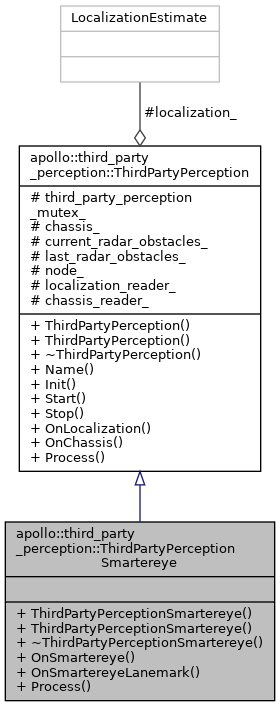 LocalizationEstimate
#localization_
apollo::third_party
_perception::ThirdPartyPerception
# third_party_perception
_mutex_
# chassis_
# current_radar_obstacles_
# last_radar_obstacles_
# node_
# localization_reader_
# chassis_reader_
+ ThirdPartyPerception()
+ ThirdPartyPerception()
+ ~ThirdPartyPerception()
+ Name()
+ Init()
+ Start()
+ Stop()
+ OnLocalization()
+ OnChassis()
+ Process()
apollo::third_party
_perception::ThirdPartyPerception
Smartereye
+ ThirdPartyPerceptionSmartereye()
+ ThirdPartyPerceptionSmartereye()
+ ~ThirdPartyPerceptionSmartereye()
+ OnSmartereye()
+ OnSmartereyeLanemark()
+ Process()